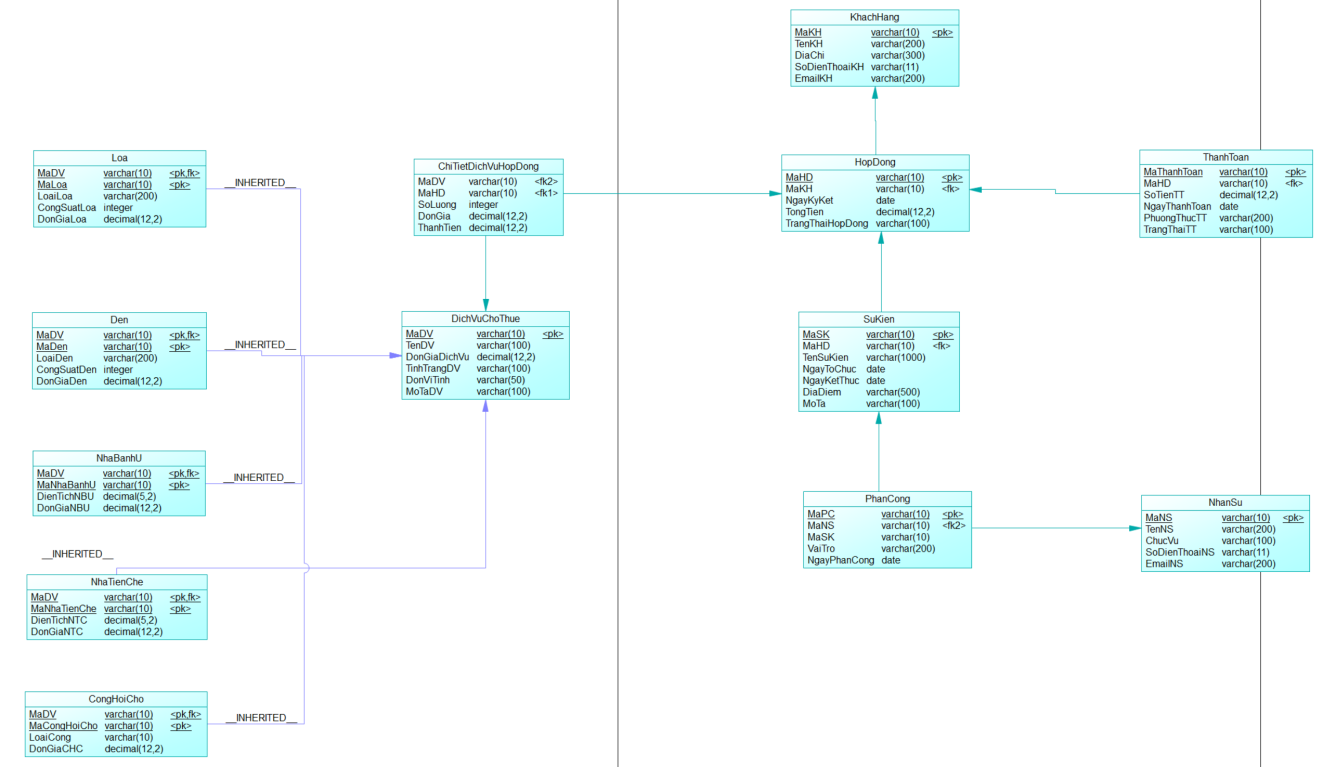 KhachHang
MaKH varchar(10) <pk>
TenKH varchar(200)
DiaChi varchar(300)
SoDienThoaiKH varchar(11)
EmailKH varchar(200)
Loa
MaDV varchar(10) <pk,fk>
MaLoa varchar(10) <pk>
LoaiLoa varchar(200)
CongSuatLoa integer
DonGiaLoa decimal(12,2)
__INHERITED__
ChiTietDichVuHopDong
MaDV varchar(10) <fk2>
MaHD varchar(10) <fk1>
SoLuong integer
DonGia decimal(12,2)
ThanhTien decimal(12,2)
HopDong
MaHD varchar(10) <pk>
MaKH varchar(10) <fk>
NgayKyKet date
TongTien decimal(12,2)
TrangThaiHopDong varchar(100)
ThanhToan
MaThanhToan varchar(10) <pk>
MaHD varchar(10) <fk>
SoTienTT decimal(12,2)
NgayThanhToan date
PhuongThucTT varchar(200)
TrangThaiTT varchar(100)
Den
MaDV varchar(10) <pk,fk>
MaDen varchar(10) <pk>
LoaiDen varchar(200)
CongSuatDen integer
DonGiaDen decimal(12,2)
__INHERITED__
DichVuChoThue
MaDV varchar(10) <pk>
TenDV varchar(100)
DonGiaDichVu decimal(12,2)
TinhTrangDV varchar(100)
DonViTinh varchar(50)
MoTaDV varchar(100)
SuKien
MaSK varchar(10) <pk>
MaHD varchar(10) <fk>
TenSuKien varchar(1000)
NgayToChuc date
NgayKetThuc date
DiaDiem varchar(500)
MoTa varchar(100)
NhaBanhU
MaDV varchar(10) <pk,fk>
MaNhaBanhU varchar(10) <pk>
DienTichNBU decimal(5,2)
DonGiaNBU decimal(12,2)
__INHERITED__
PhanCong
MaPC varchar(10) <pk>
MaNS varchar(10) <fk2>
MaSK varchar(10)
VaiTro varchar(200)
NgayPhanCong date
NhanSu
MaNS varchar(10) <pk>
TenNS varchar(200)
ChucVu varchar(100)
SoDienThoaiNS varchar(11)
EmailNS varchar(200)
__INHERITED__
NhaTienChe
MaDV varchar(10) <pk,fk>
MaNhaTienChe varchar(10) <pk>
DienTichNTC decimal(5,2)
DonGiaNTC decimal(12,2)
CongHoiCho
MaDV varchar(10) <pk,fk>
MaCongHoiCho varchar(10) <pk>
LoaiCong varchar(10)
DonGiaCHC decimal(12,2)
__INHERITED__